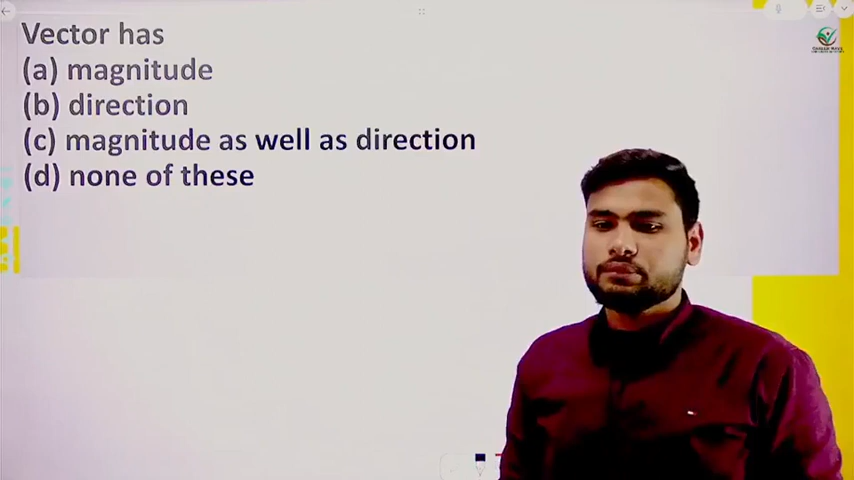 Vector has
(a) magnitude
(b) direction
(c) magnitude as well as direction
(d) none of these